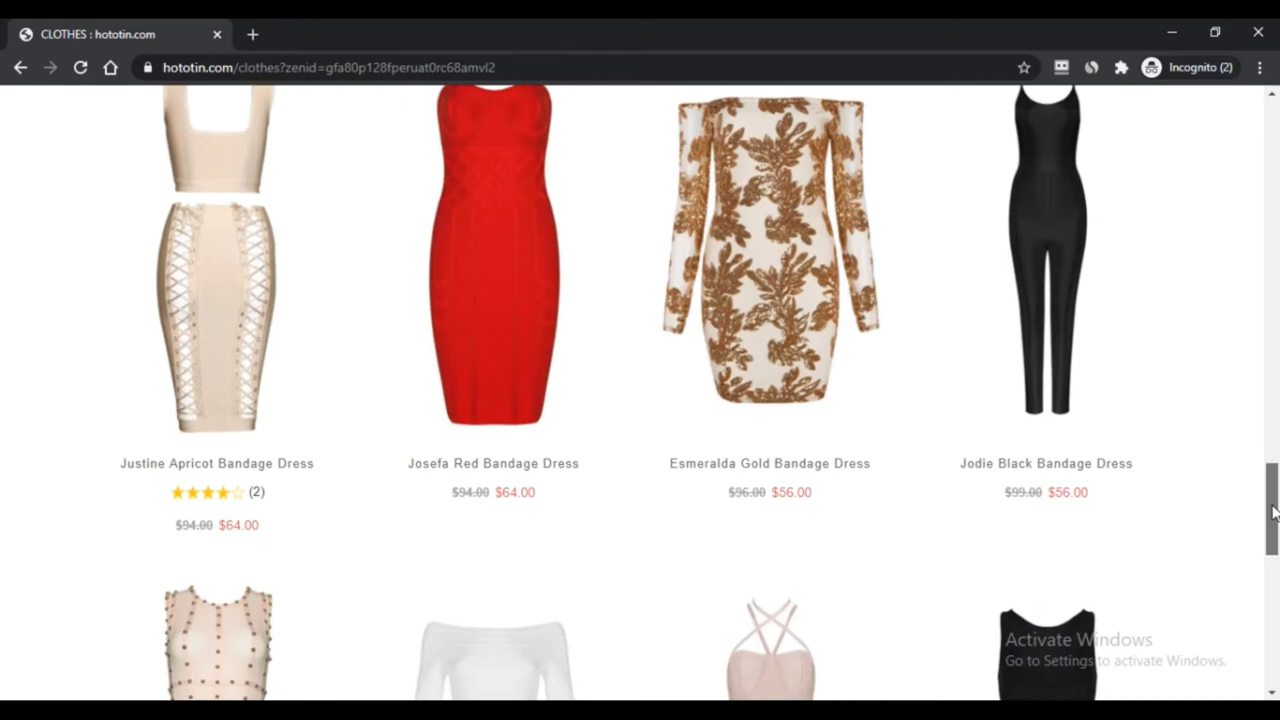 CLOTHES : hototin.com
hototin.com/clothes?zenid=gfa80p128fperuat0rc68amvl2
Incognito (2)
Justine Apricot Bandage Dress
Josefa Red Bandage Dress
Esmeralda Gold Bandage Dress
Jodie Black Bandage Dress
(2)
$94.00 $64.00
$96.00 $56.00
$99.00 $56.00
$94.00 $64.00
Activate Windows
Go to Settings to activate Windows.